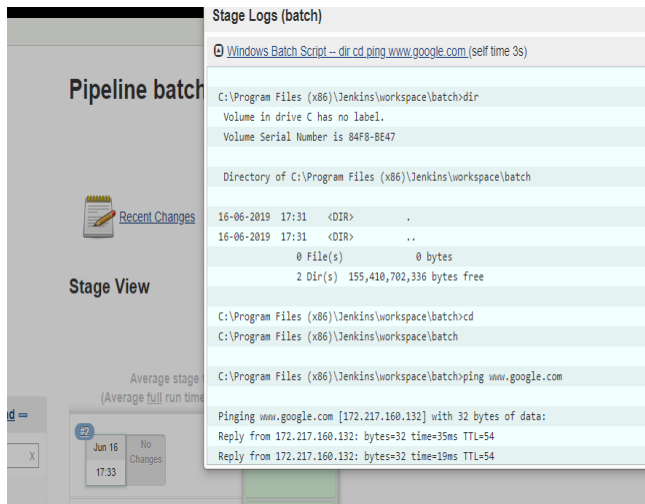 Stage Logs (batch)
Windows Batch Script -- dir cd ping www.google.com (self time 3s)
C:\Program Files (x86)\Jenkins\workspace\batch>dir
Volume in drive C has no label.
Volume Serial Number is 84F8-BE47
Directory of C:\Program Files (x86)\Jenkins\workspace\batch
16-06-2019 17:31 <DIR> .
16-06-2019 17:31 <DIR> ..
0 File(s) 0 bytes
2 Dir(s) 155,410,702,336 bytes free
C:\Program Files (x86)\Jenkins\workspace\batch>cd
C:\Program Files (x86)\Jenkins\workspace\batch
C:\Program Files (x86)\Jenkins\workspace\batch>ping www.google.com
Pinging www.google.com [172.217.160.132] with 32 bytes of data:
Reply from 172.217.160.132: bytes=32 time=35ms TTL=54
Reply from 172.217.160.132: bytes=32 time=19ms TTL=54
Pipeline batch
Recent Changes
Stage View
Average stage
(Average full run time
d
X
#2
Jun 16
17:33
No
Changes